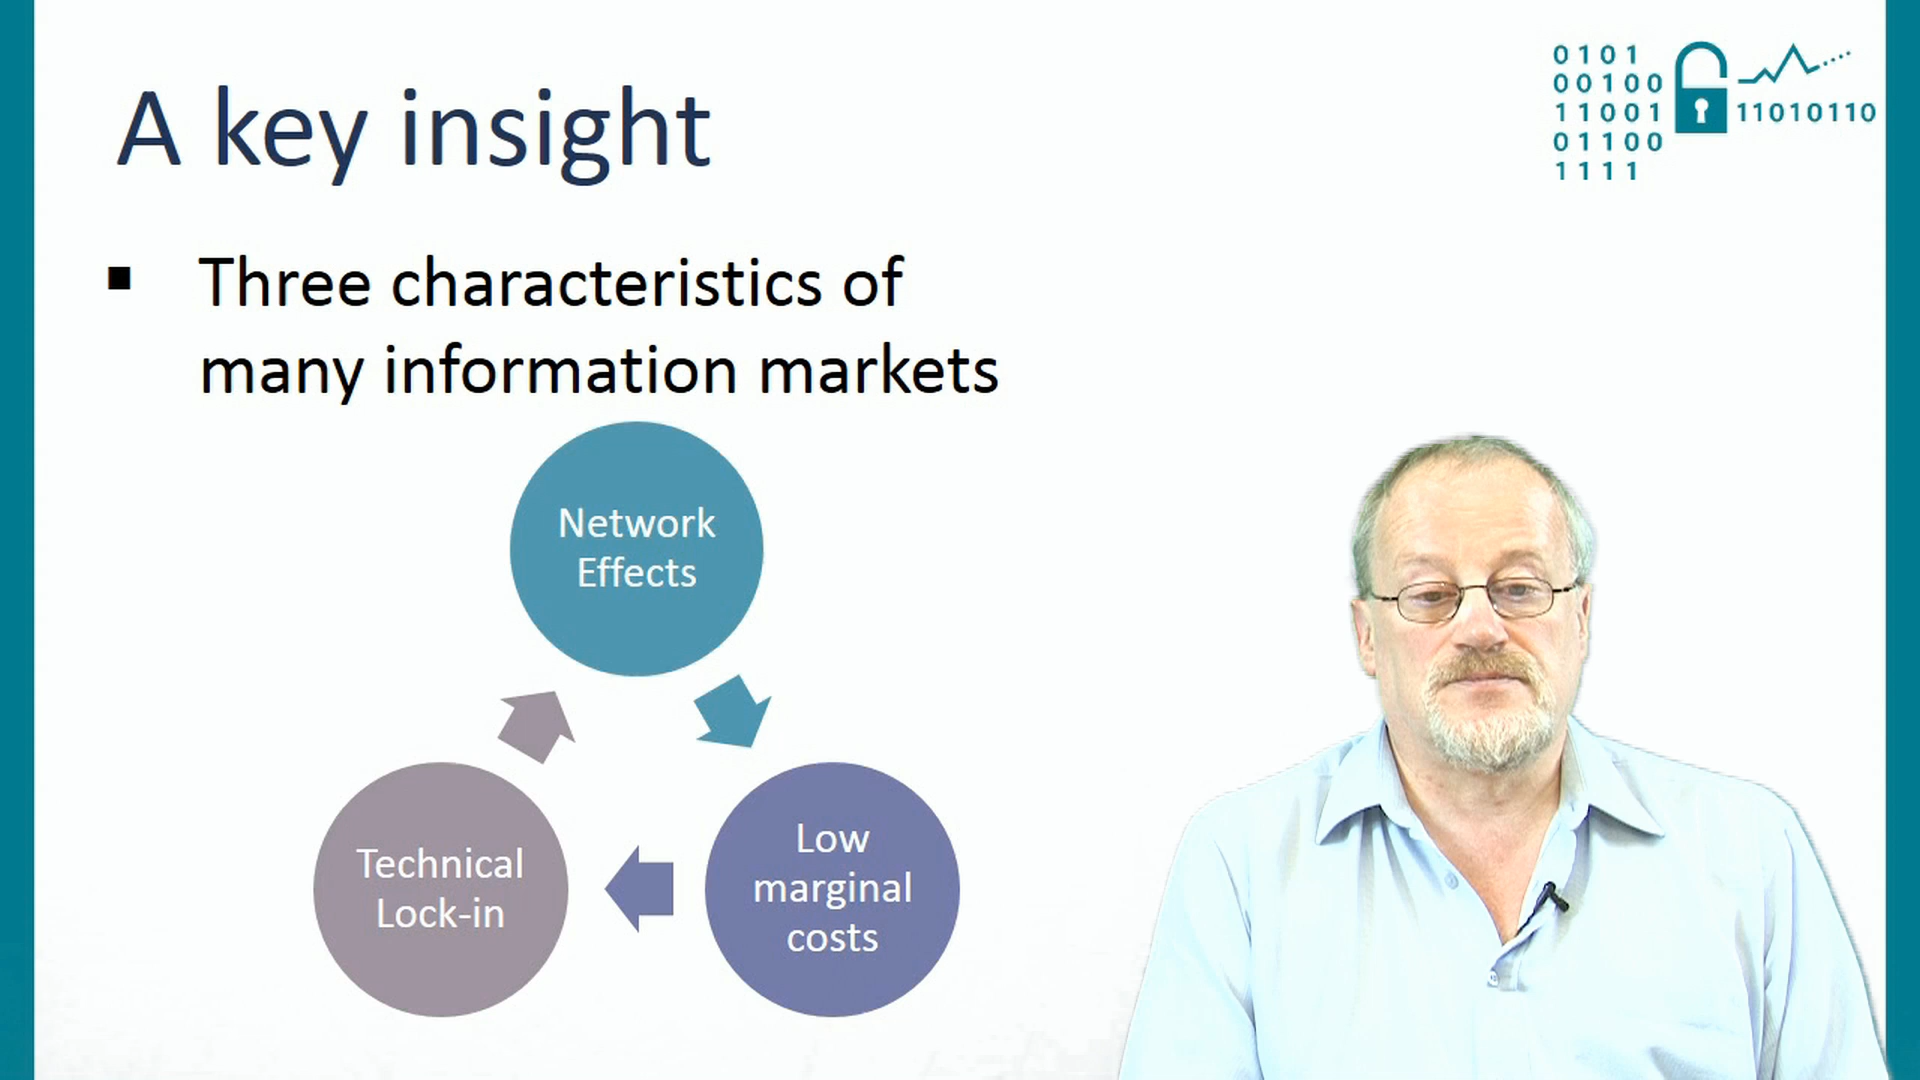 A key insight
0101
00100
11001
01100
1111
11010110
▪ Three characteristics of
many information markets
Network
Effects
Technical
Lock-in
Low
marginal
costs